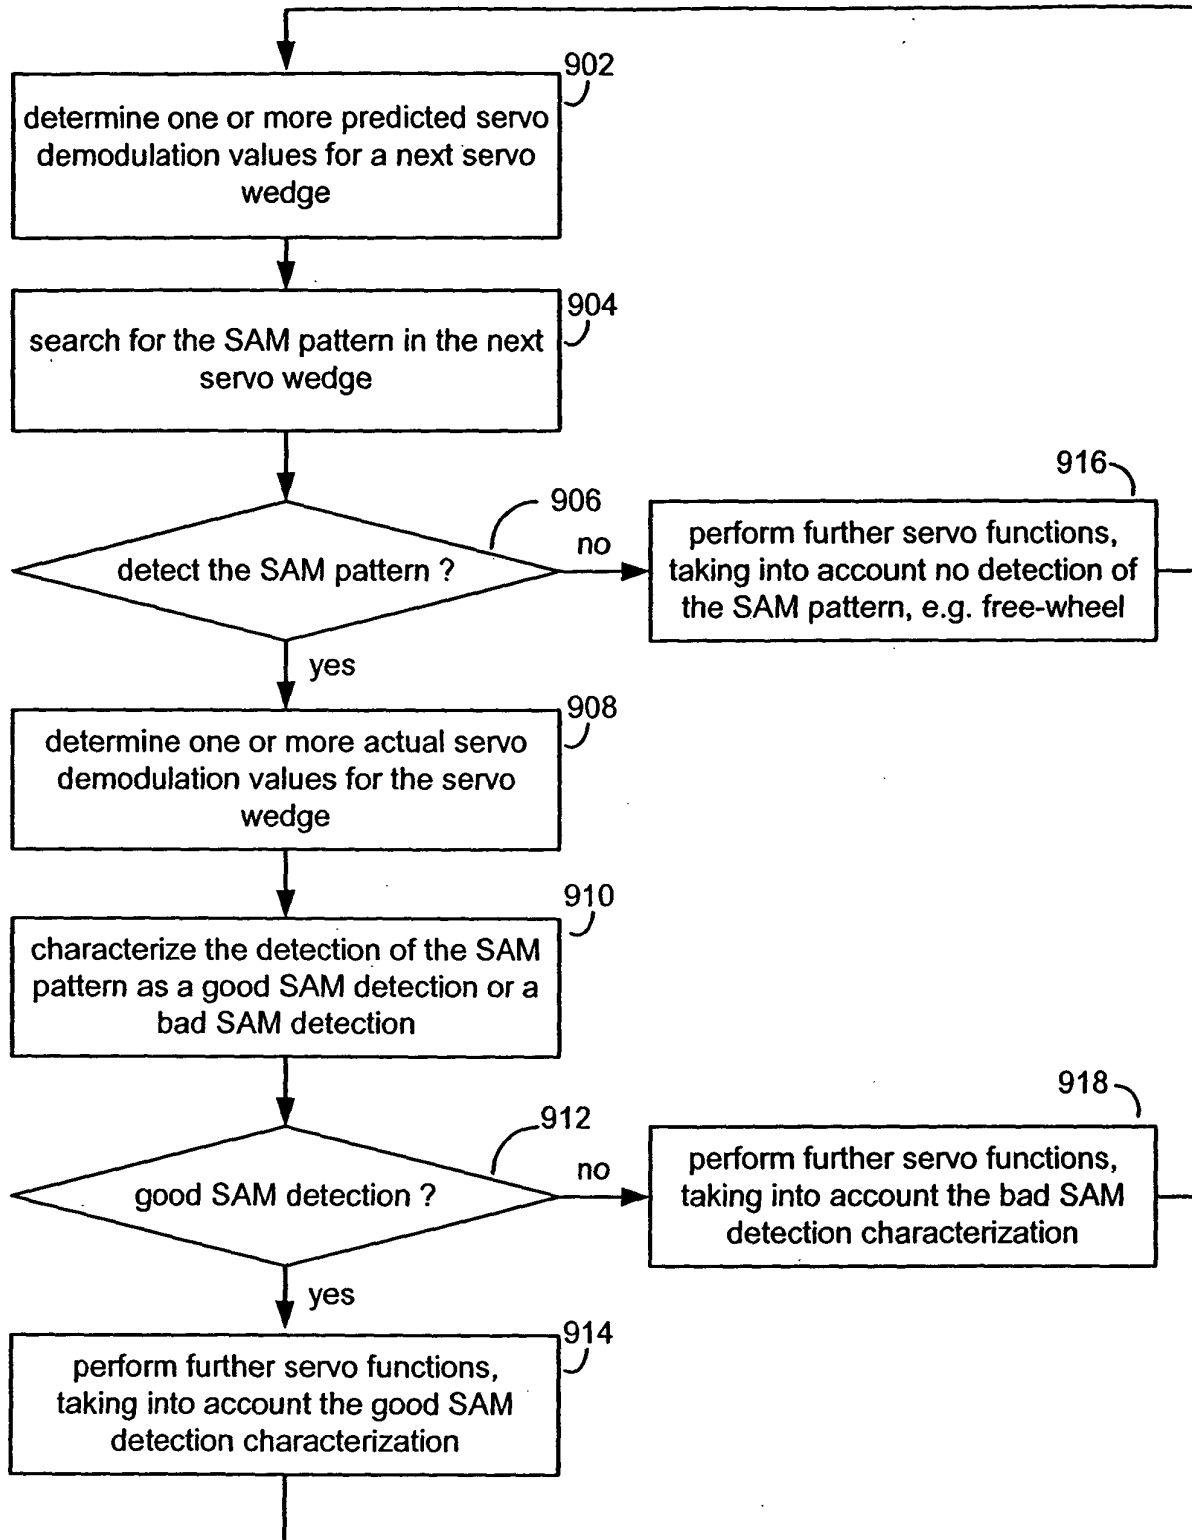 902
determine one or more predicted servo
demodulation values for a next servo
wedge
904
search for the SAM pattern in the next
servo wedge
906
detect the SAM pattern ?
no
916
perform further servo functions,
taking into account no detection of
the SAM pattern, e.g. free-wheel
yes
908
determine one or more actual servo
demodulation values for the servo
wedge
910
characterize the detection of the SAM
pattern as a good SAM detection or a
bad SAM detection
912
good SAM detection ?
no
918
perform further servo functions,
taking into account the bad SAM
detection characterization
yes
914
perform further servo functions,
taking into account the good SAM
detection characterization